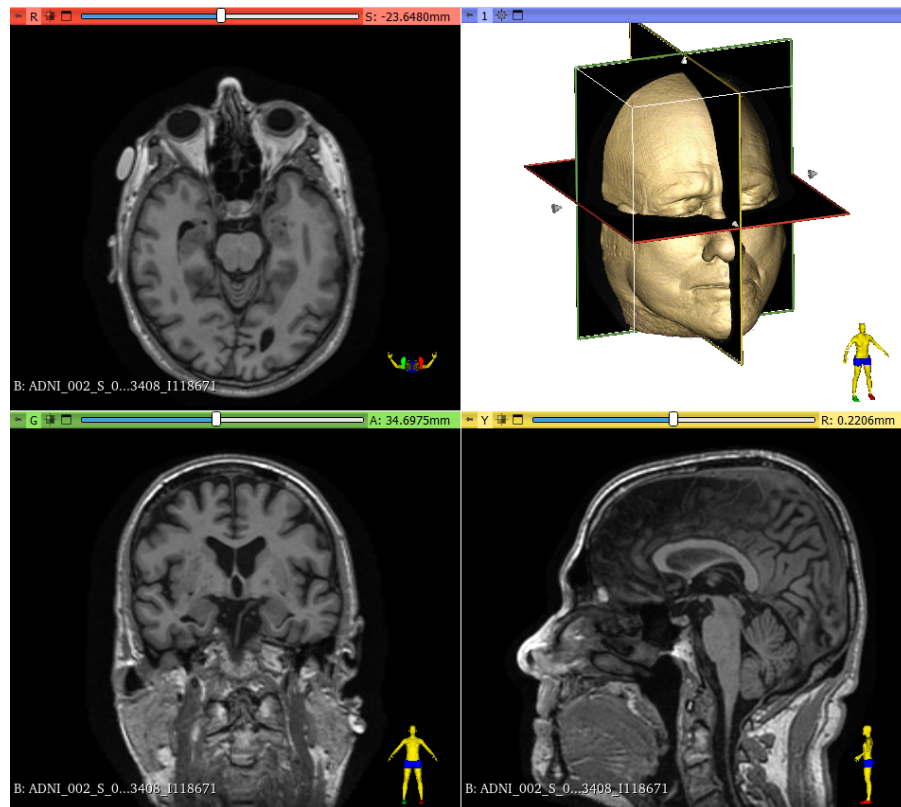 R S: -23.6480mm
1
B: ADNI_002_S_0...3408_I118671
G A: 34.6975mm
Y R: 0.2206mm
B: ADNI_002_S_0...3408_I118671
B: ADNI_002_S_0...3408_I118671